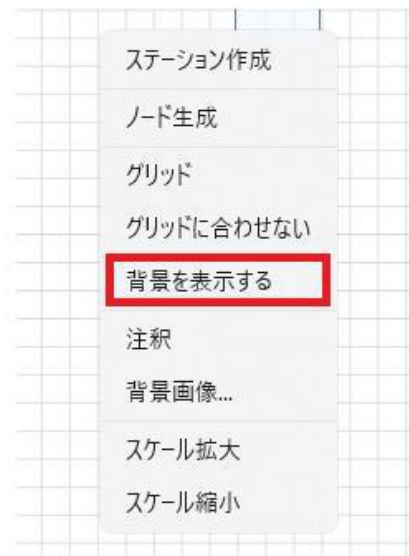 ステーション作成
ノード生成
グリッド
グリッドに合わせない
背景を表示する
注釈
背景画像...
スケール拡大
スケール縮小